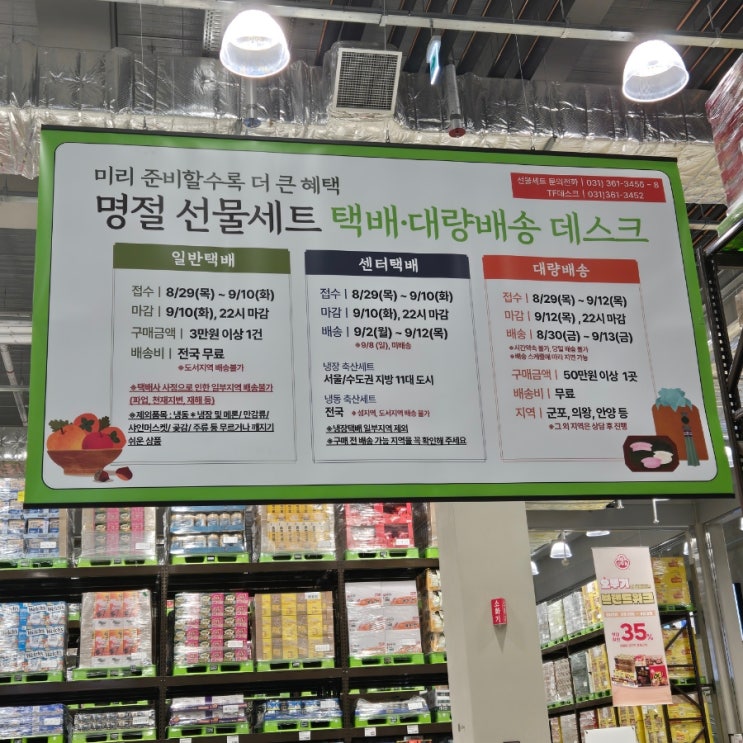 미리 준비할수록 더 큰 혜택
명절 선물세트 택배·대량배송 데스크
선물세트 문의전화 | 031) 361-3456 ~ 8
TF데스크 | 031)361-3452
일반택배
접수 | 8/29(목) ~ 9/10(화)
마감 | 9/10(화), 22시 마감
구매금액 | 3만원 이상 1건
배송비 | 전국 무료
*도서지역 배송불가
*택배사 사정으로 인한 일부지역 배송불가
(파업, 천재지변, 재해 등)
*제외품목 : 냉동*냉장 및 메론/ 만감류/
샤인머스켓/ 곶감/ 주류 등 무르거나 깨지기
쉬운 상품
센터택배
접수 | 8/29(목) ~ 9/10(화)
마감 | 9/10(화), 22시 마감
배송 | 9/2(월) ~ 9/12(목)
*9/8 (일), 미배송
냉장 축산세트
서울/수도권 지방 11대 도시
냉동 축산세트
전국 *섬지역, 도서지역 배송 불가
*냉장택배 일부지역 제외
*구매 전 배송 가능 지역을 꼭 확인해 주세요
대량배송
접수 | 8/29(목) ~ 9/12(목)
마감 | 9/12(목), 22시 마감
배송 | 8/30(금) ~ 9/13(금)
*시간약속 불가, 당일 배송 불가
*배송 스케줄에 따라 지연 가능
구매금액 | 50만원 이상 1곳
배송비 | 무료
지역 | 군포, 의왕, 안양 등
*그 외 지역은 상담 후 진행
소화기
오뚜기
브랜드위크
35%